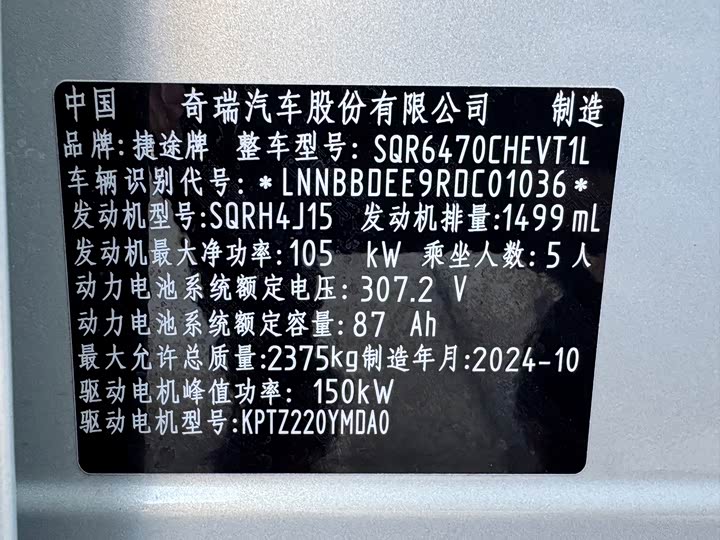 中国 奇瑞汽车股份有限公司 制造
品牌:捷途牌 整车型号: SQR6470CHEVT1L
车辆识别代号: *LNNBBDEE9RDC01036*
发动机型号:SQRH4J15 发动机排量:1499mL
发动机最大净功率:105 kW 乘坐人数:5人
动力电池系统额定电压:307.2 V
动力电池系统额定容量:87 Ah
最大允许总质量:2375kg制造年月:2024-10
驱动电机峰值功率: 150kW
驱动电机型号:KPTZ220YMDA0